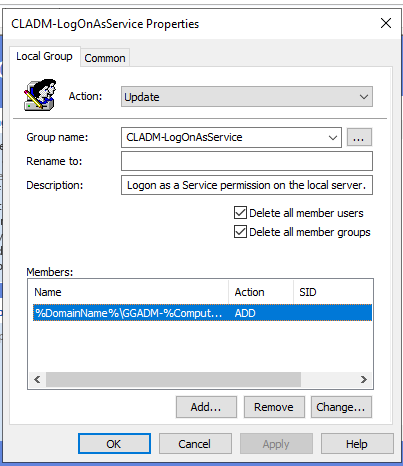 CLADM-LogOnAsService Properties
Local Group
Common
Action:
Update
Group name:
CLADM-LogOnAsService
...
Rename to:
Description:
Logon as a Service permission on the local server.
Delete all member users
Delete all member groups
Members:
Name Action SID
%DomainName%\GGADM-%Comput... ADD
Add... Remove Change...
OK Cancel Apply Help